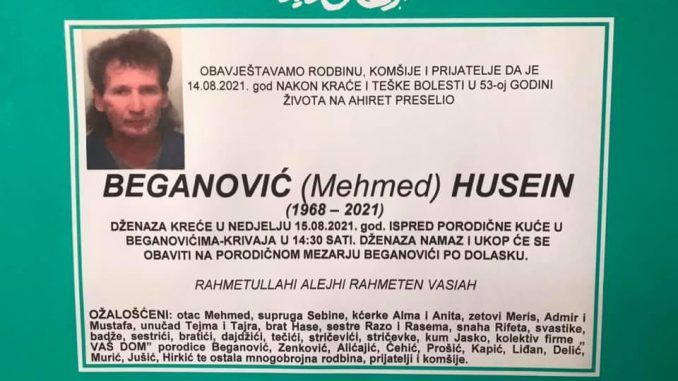 OBAVJEŠTAVAMO RODBINU, KOMŠIJE I PRIJATELJE DA JE
14.08.2021. god NAKON KRAĆE I TEŠKE BOLESTI U 53-oj GODINI
ŽIVOTA NA AHIRET PRESELIO
BEGANOVIĆ (Mehmed) HUSEIN
(1968 – 2021)
DŽENAZA KREĆE U NEDJELJU 15.08.2021. god. ISPRED PORODIČNE KUĆE U
BEGANOVIĆIMA-KRIVAJA U 14:30 SATI. DŽENAZA NAMAZ I UKOP ĆE SE
OBAVITI NA PORODIČNOM MEZARJU BEGANOVIĆI PO DOLASKU.
RAHMETULLAHI ALEJHI RAHMETEN VASIAH
OŽALOŠĆENI: otac Mehmed, supruga Sebine, kćerke Alma i Anita, zetovi Meris, Admir i
Mustafa, unučad Tejma i Tajra, brat Hase, sestre Razo i Rasema, snaha Rifeta, svastike,
badže, sestrići, bratići, dajdžići, tečići, stričevići, stričevke, kum Jasko, kolektiv firme „
VAŠ DOM" porodice Beganović, Zenković, Alićajić, Čehić, Prošić, Kapić, Liđan, Delić,
Murić, Jušić, Hirkić te ostala mnogobrojna rodbina, prijatelji i komšije.